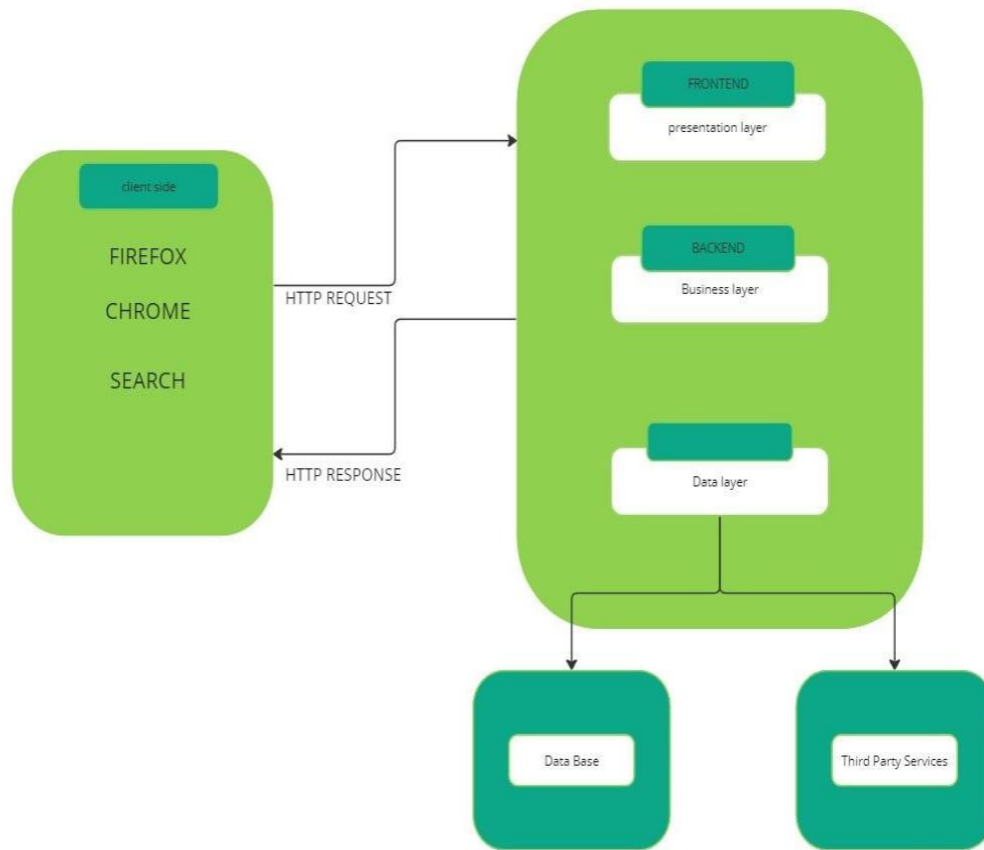 client side
FIREFOX
CHROME
SEARCH
HTTP REQUEST
HTTP RESPONSE
FRONTEND
presentation layer
BACKEND
Business layer
Data layer
Data Base
Third Party Services